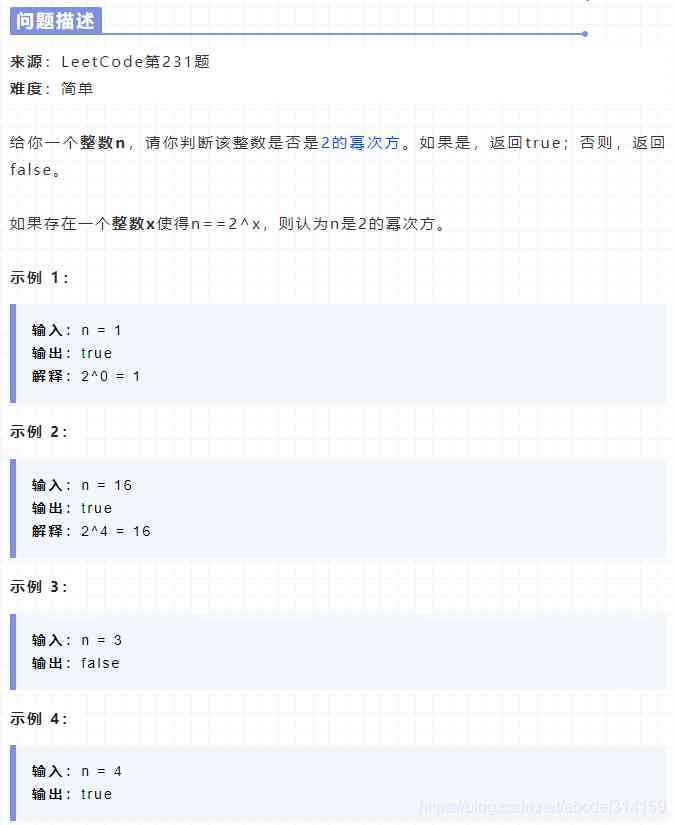 问题描述
来源：LeetCode第231题
难度：简单
给你一个整数n，请你判断该整数是否是2的幂次方。如果是，返回true；否则，返回
false。
如果存在一个整数x使得n==2^x，则认为n是2的幂次方。
示例 1：
输入：n = 1
输出：true
解释：2^0 = 1
示例 2：
输入：n = 16
输出：true
解释：2^4 = 16
示例 3：
输入：n = 3
输出：false
示例 4：
输入：n = 4
输出：true
https://blog.csdn.net/abcdef314159